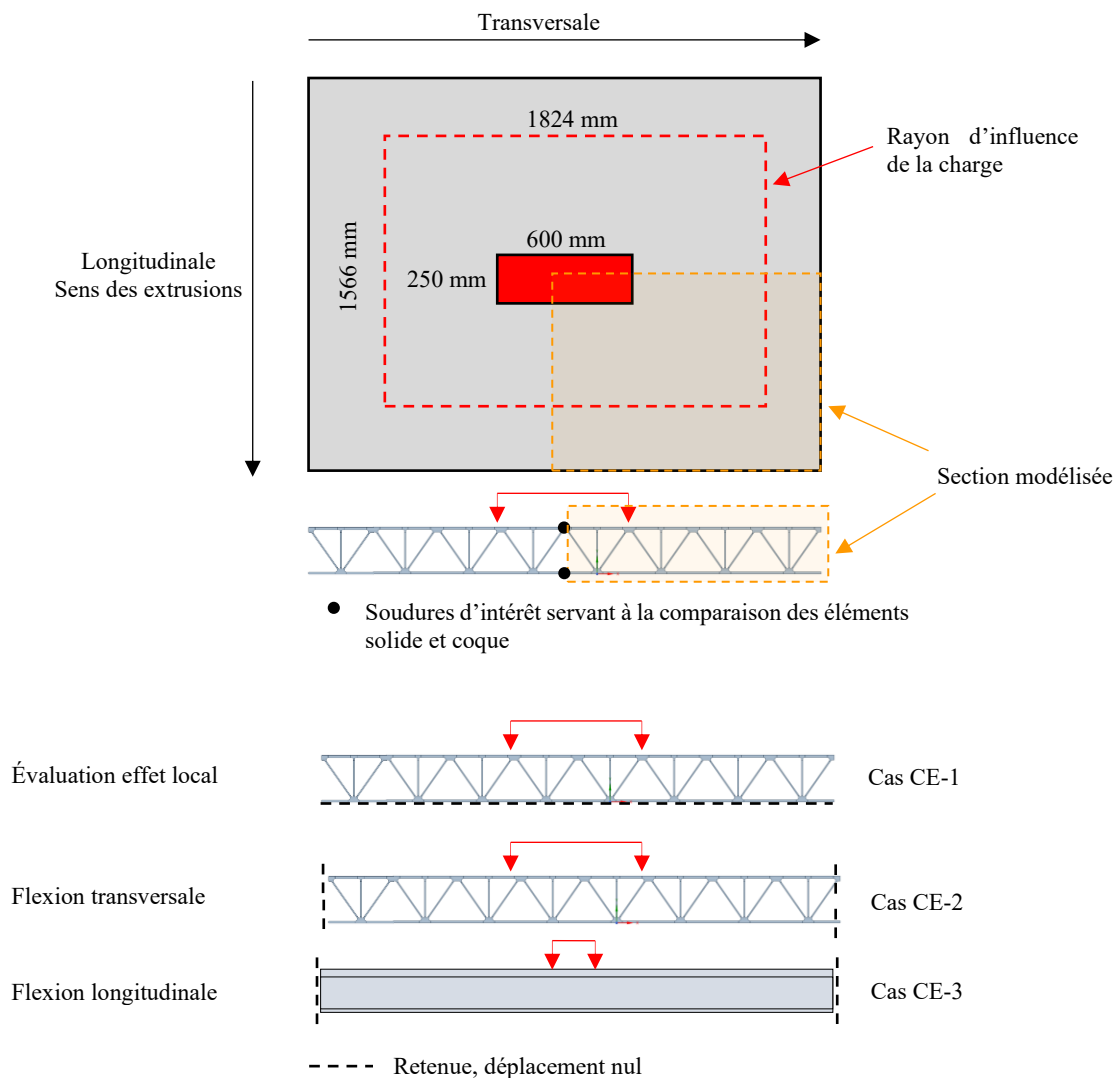 Transversale
1824 mm
Rayon d'influence
de la charge
1566 mm
600 mm
250 mm
Longitudinale
Sens des extrusions
Section modélisée
Soudures d'intérêt servant à la comparaison des éléments
solide et coque
Évaluation effet local
Cas CE-1
Flexion transversale
Cas CE-2
Flexion longitudinale
Cas CE-3
Retenue, déplacement nul